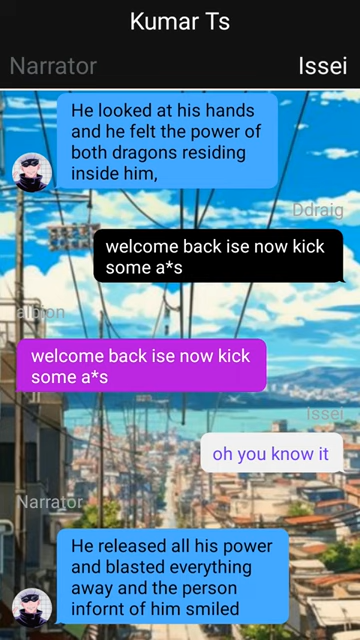 Kumar Ts
Narrator Issei
He looked at his hands
and he felt the power of
both dragons residing
inside him,
Ddraig
welcome back ise now kick
some a*s
albion
welcome back ise now kick
some a*s
issei
oh you know it
Narrator
He released all his power
and blasted everything
away and the person
infornt of him smiled